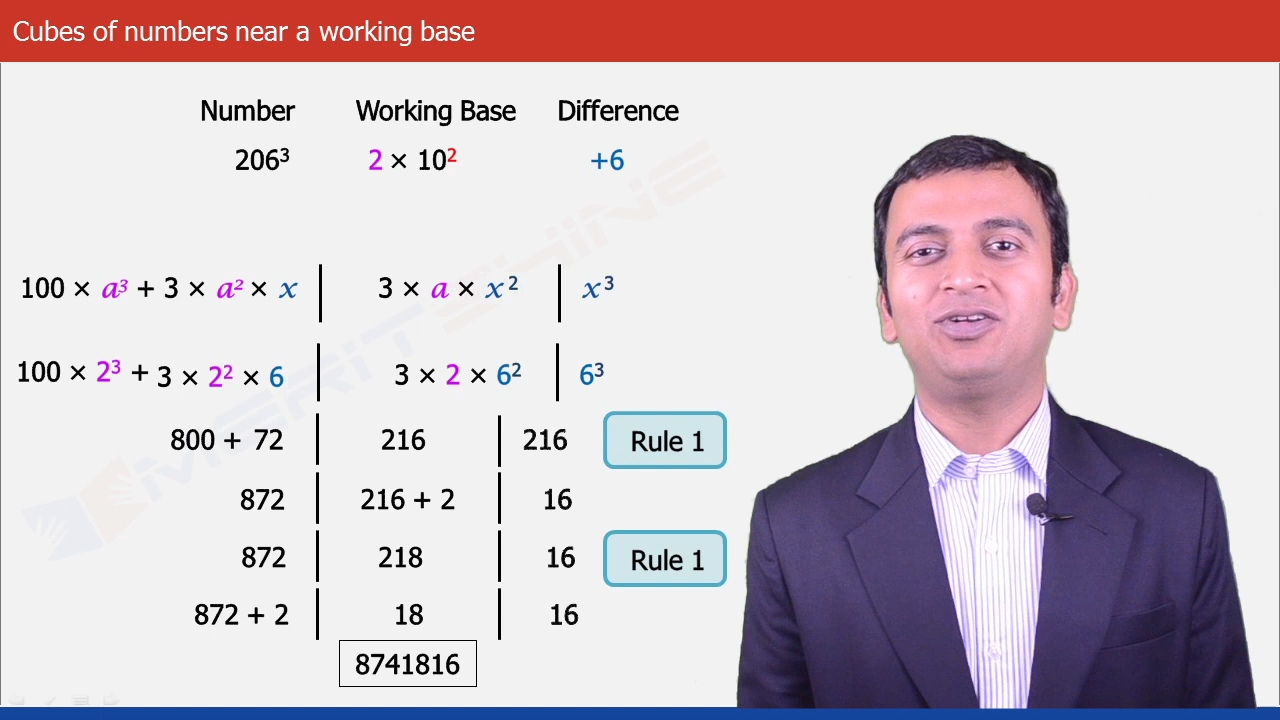 Cubes of numbers near a working base
Number Working Base Difference
206³ 2 × 10² +6
100 × a³ + 3 × a² × x | 3 × a × x² | x³
100 × 2³ + 3 × 2² × 6 | 3 × 2 × 6² | 6³
800 + 72 | 216 | 216 Rule 1
872 | 216 + 2 | 16
872 | 218 | 16 Rule 1
872 + 2 | 18 | 16
8741816
MERITSHINE